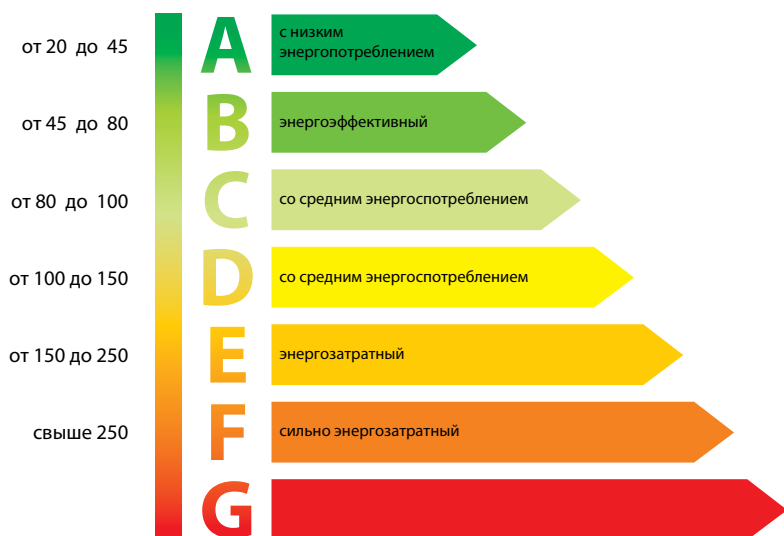 от 20 до 45
A
с низким
энергопотреблением
от 45 до 80
B
энергоэффективный
от 80 до 100
C
со средним энергоспотреблением
от 100 до 150
D
со средним энергоспотреблением
от 150 до 250
E
энергозатратный
свыше 250
F
сильно энергозатратный
G